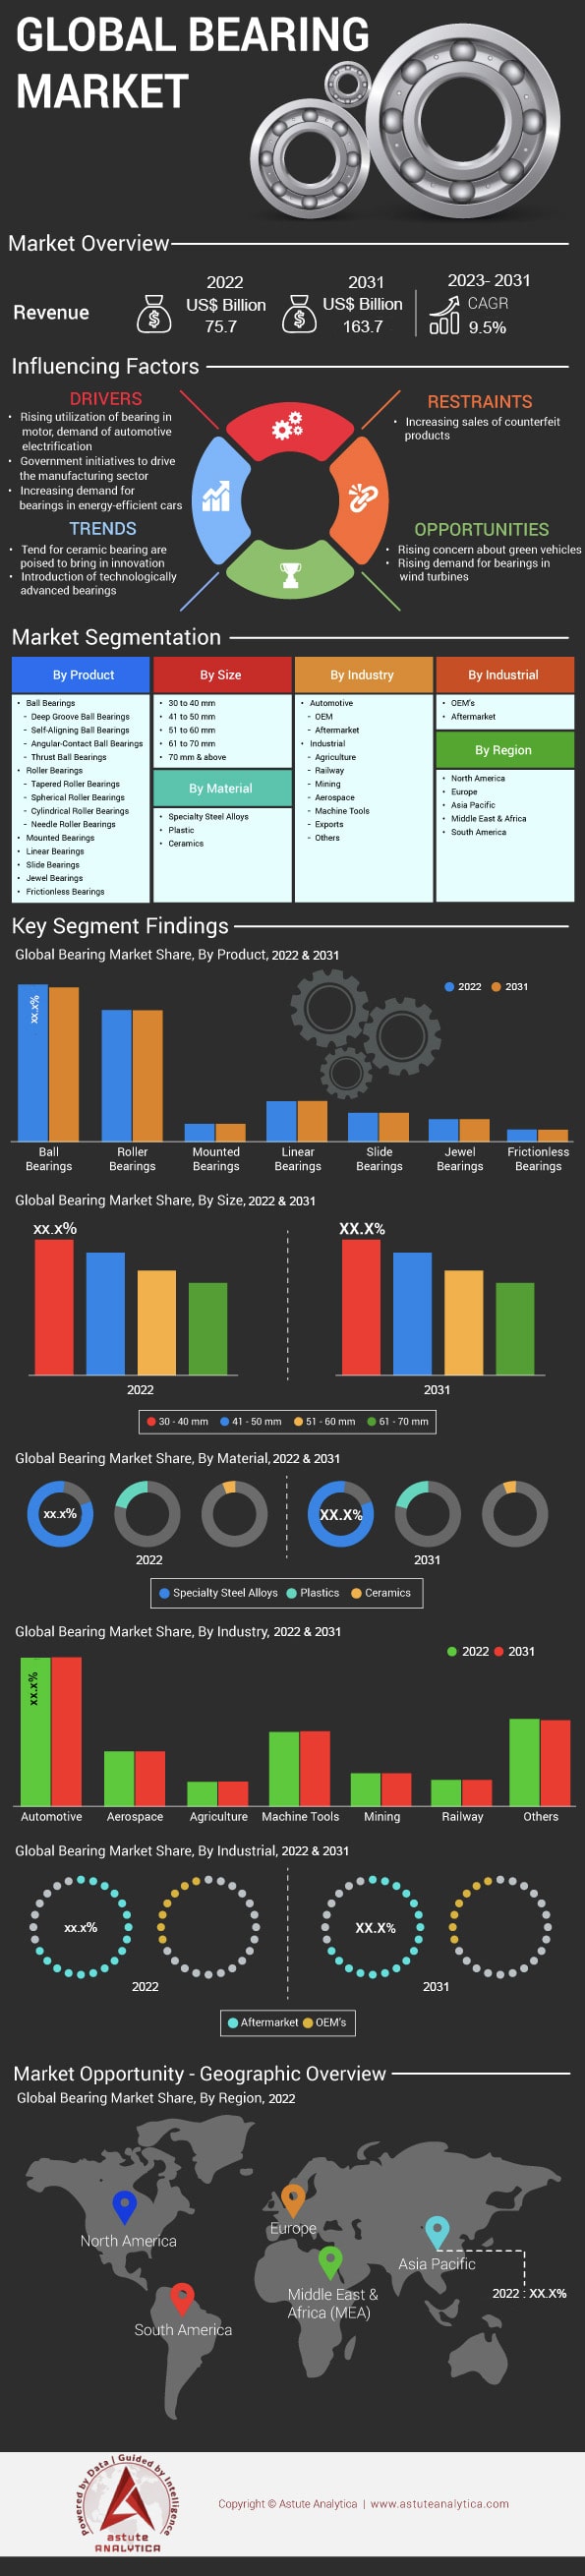 GLOBAL BEARING
MARKET
Market Overview
Revenue
2022
US$ Billion
75.7
2031
US$ Billion
163.7
2023- 2031
CAGR
9.5%
Influencing Factors
DRIVERS
• Rising utilization of bearing in
motor, demand of automotive
electrification
• Government initiatives to drive
the manufacturing sector
• Increasing demand for
bearings in energy-efficient cars
RESTRAINTS
• Increasing sales of counterfeit
products
TRENDS
• Tend for ceramic bearing are
poised to bring in innovation
• Introduction of technologically
advanced bearings
OPPORTUNITIES
• Rising concern about green vehicles
• Rising demand for bearings in
wind turbines
Market Segmentation
By Product
• Ball Bearings
- Deep Groove Ball Bearings
- Self-Aligning Ball Bearings
- Angular-Contact Ball Bearings
- Thrust Ball Bearings
• Roller Bearings
- Tapered Roller Bearings
- Spherical Roller Bearings
- Cylindrical Roller Bearings
- Needle Roller Bearings
• Mounted Bearings
• Linear Bearings
• Slide Bearings
• Jewel Bearings
• Frictionless Bearings
By Size
• 30 to 40 mm
• 41 to 50 mm
• 51 to 60 mm
• 61 to 70 mm
• 70 mm & above
By Material
• Specialty Steel Alloys
• Plastic
• Ceramics
By Industry
• Automotive
- OEM
- Aftermarket
• Industrial
- Agriculture
- Railway
- Mining
- Aerospace
- Machine Tools
- Exports
- Others
By Industrial
• OEM's
• Aftermarket
By Region
• North America
• Europe
• Asia Pacific
• Middle East & Africa
• South America
Key Segment Findings
Global Bearing Market Share, By Product, 2022 & 2031
2022 2031
xx.x%
Ball
Bearings
Roller
Bearings
Mounted
Bearings
Linear
Bearings
Slide
Bearings
Jewel
Bearings
Frictionless
Bearings
Global Bearing Market Share, By Size, 2022 & 2031
xx.x%
XX.X%
2022
2031
30 - 40 mm 41 - 50 mm 51 - 60 mm 61 - 70 mm
Global Bearing Market Share, By Material, 2022 & 2031
xx.x%
XX.X%
2022
2031
Specialty Steel Alloys Plastics Ceramics
Global Bearing Market Share, By Industry, 2022 & 2031
2022 2031
xx.x%
Automotive Aerospace Agriculture Machine Tools Mining Railway Others
Global Bearing Market Share, By Industrial, 2022 & 2031
xx.x%
XX.X%
2022
2031
Aftermarket OEM's
Market Opportunity - Geographic Overview
Global Bearing Market Share, By Region, 2022
North America
Europe
Asia Pacific
2022 : XX.X%
Middle East &
Africa (MEA)
South America
Powered by Data | Guided by Intelligence
astute
ANALYTICA
Copyright © Astute Analytica | www.astuteanalytica.com